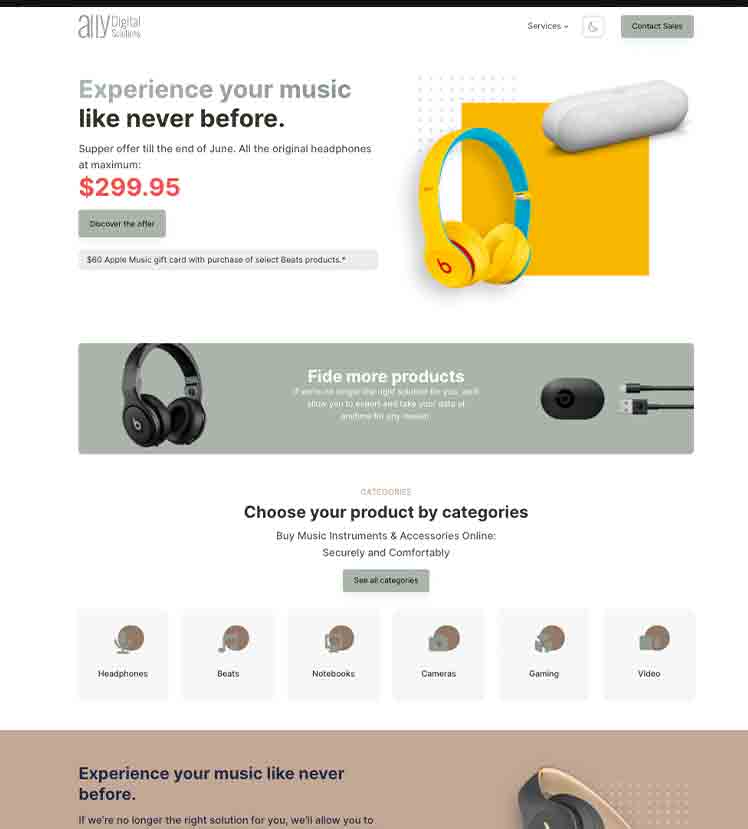 ally Digital
Solutions
Services
Contact Sales
Experience your music
like never before.
Supper offer till the end of June. All the original headphones
at maximum:
$299.95
Discover the offer
$60 Apple Music gift card with purchase of select Beats products.*
Fide more products
If we're no longer the right solution for you, we'll
allow you to export and take your data at
anytime for any reason
CATEGORIES
Choose your product by categories
Buy Music Instruments & Accessories Online:
Securely and Comfortably
See all categories
Headphones
Beats
Notebooks
Cameras
Gaming
Video
Experience your music like never
before.
If we're no longer the right solution for you, we'll allow you to